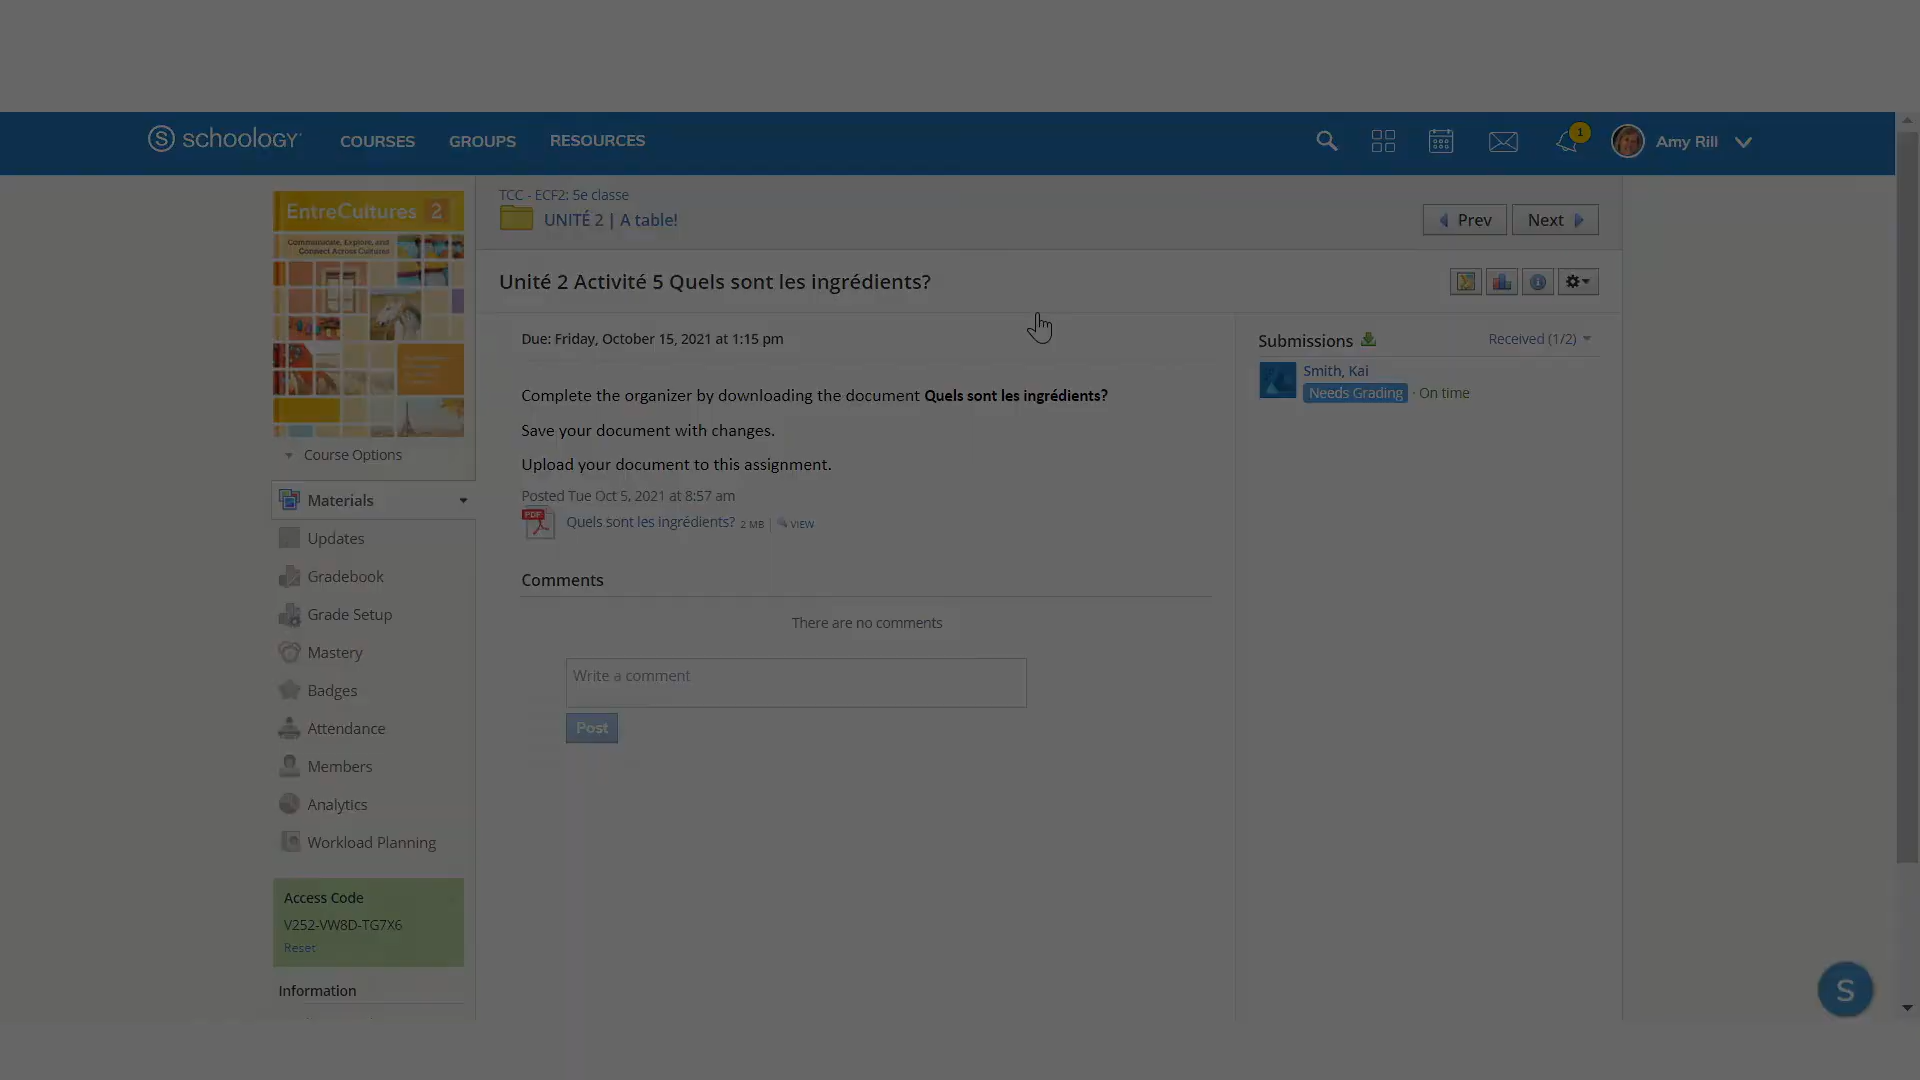 schoology
COURSES
GROUPS
RESOURCES
1
Amy Rill
EntreCultures 2
Communicate, Explore, and
Connect Across Cultures
Course Options
Materials
Updates
Gradebook
Grade Setup
Mastery
Badges
Attendance
Members
Analytics
Workload Planning
Access Code
V252-VW8D-TG7X6
Reset
Information
TCC - ECF2: 5e classe
UNITÉ 2 | A table!
Prev
Next
Unité 2 Activité 5 Quels sont les ingrédients?
Due: Friday, October 15, 2021 at 1:15 pm
Complete the organizer by downloading the document Quels sont les ingrédients?
Save your document with changes.
Upload your document to this assignment.
Posted Tue Oct 5, 2021 at 8:57 am
PDF
Quels sont les ingrédients? 2 MB | VIEW
Comments
There are no comments
Write a comment
Post
Submissions
Received (1/2)
Smith, Kai
Needs Grading · On time
S